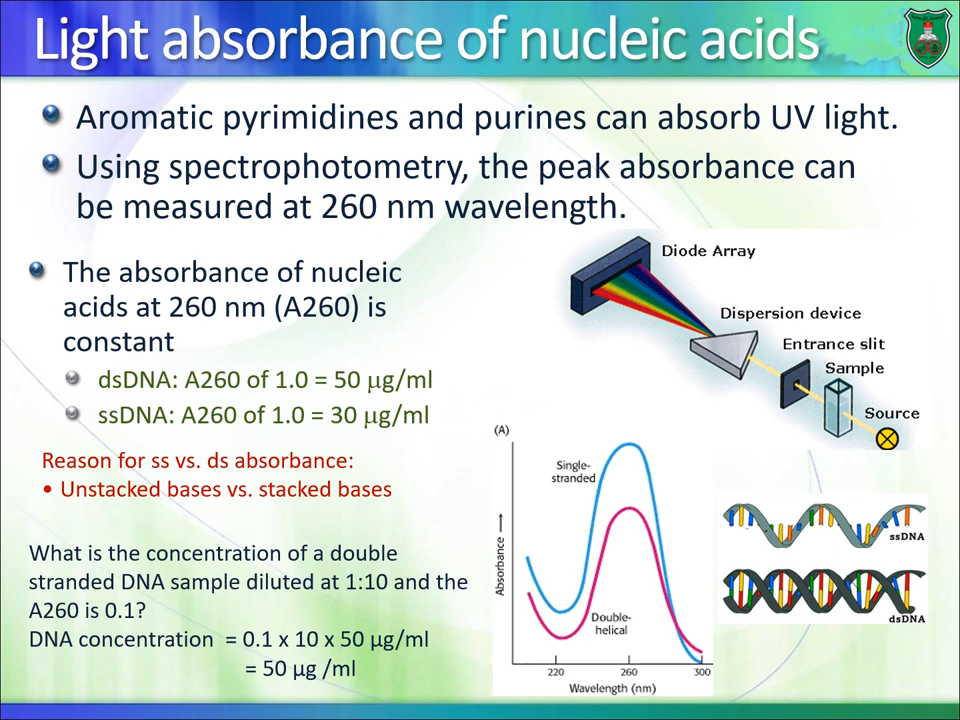 Light absorbance of nucleic acids
Aromatic pyrimidines and purines can absorb UV light.
Using spectrophotometry, the peak absorbance can
be measured at 260 nm wavelength.
The absorbance of nucleic
acids at 260 nm (A260) is
constant
dsDNA: A260 of 1.0 = 50 μg/ml
ssDNA: A260 of 1.0 = 30 μg/ml
Reason for ss vs. ds absorbance:
• Unstacked bases vs. stacked bases
What is the concentration of a double
stranded DNA sample diluted at 1:10 and the
A260 is 0.1?
DNA concentration = 0.1 x 10 x 50 μg/ml
= 50 μg /ml
Diode Array
Dispersion device
Entrance slit
Sample
Source
(A)
Single-
stranded
Double-
helical
Absorbance →
220
260
300
Wavelength (nm)
ssDNA
dsDNA